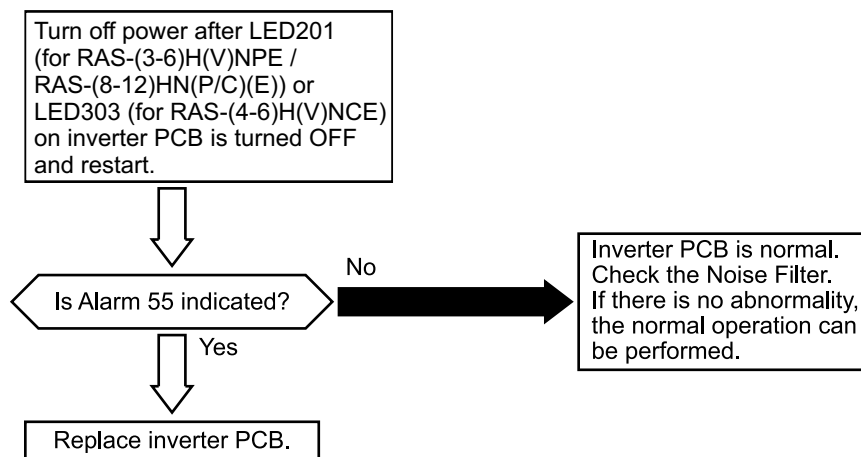 Turn off power after LED201
(for RAS-(3-6)H(V)NPE /
RAS-(8-12)HN(P/C)(E)) or
LED303 (for RAS-(4-6)H(V)NCE)
on inverter PCB is turned OFF
and restart.
Is Alarm 55 indicated?
No
Inverter PCB is normal.
Check the Noise Filter.
If there is no abnormality,
the normal operation can
be performed.
Yes
Replace inverter PCB.